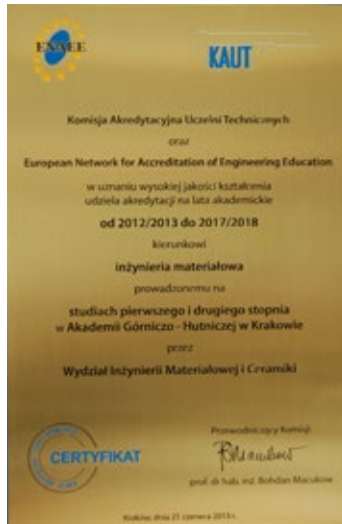 ENAEE
KAUT
Komisja Akredytacyjna Uczelni Technicznych
oraz
European Network for Accreditation of Engineering Education
w uznaniu wysokiej jakości kształcenia
udziela akredytacji na lata akademickie
od 2012/2013 do 2017/2018
kierunkowi
inżynieria materiałowa
prowadzonemu na
studiach pierwszego i drugiego stopnia
w Akademii Górniczo - Hutniczej w Krakowie
przez
Wydział Inżynierii Materiałowej i Ceramiki
CERTYFIKAT
Przewodniczący Komisji
prof. dr hab. inż. Bohdan Macukow
Kraków, dnia 21 czerwca 2013 r.